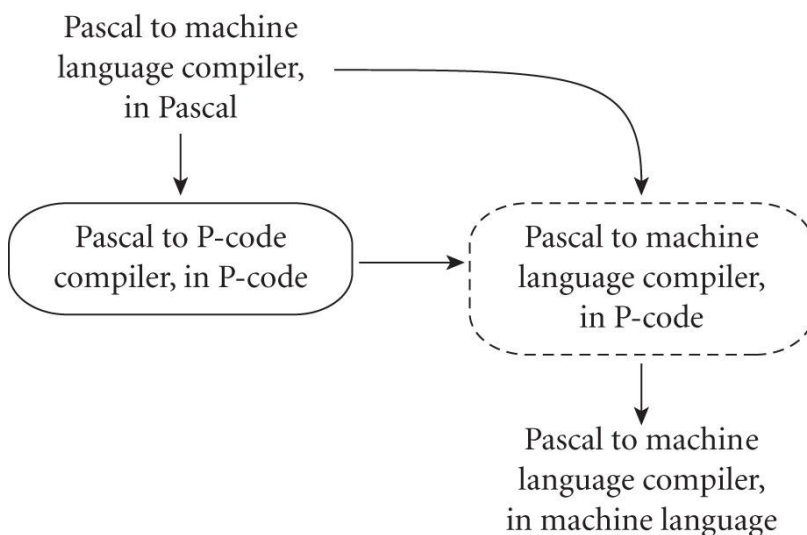 Pascal to machine
language compiler,
in Pascal
Pascal to P-code
compiler, in P-code
Pascal to machine
language compiler,
in P-code
Pascal to machine
language compiler,
in machine language